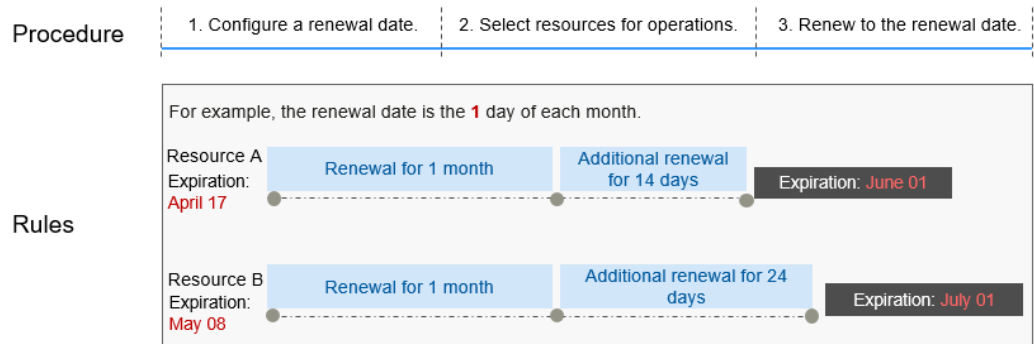 Procedure
1. Configure a renewal date.
2. Select resources for operations.
3. Renew to the renewal date.
For example, the renewal date is the 1 day of each month.
Resource A
Expiration:
April 17
Renewal for 1 month
Additional renewal
for 14 days
Expiration: June 01
Rules
Resource B
Expiration:
May 08
Renewal for 1 month
Additional renewal for 24
days
Expiration: July 01